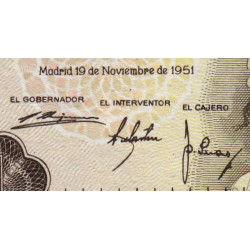 Madrid 19 de Noviembre de 1951
EL GOBERNADOR EL INTERVENTOR EL CAJERO